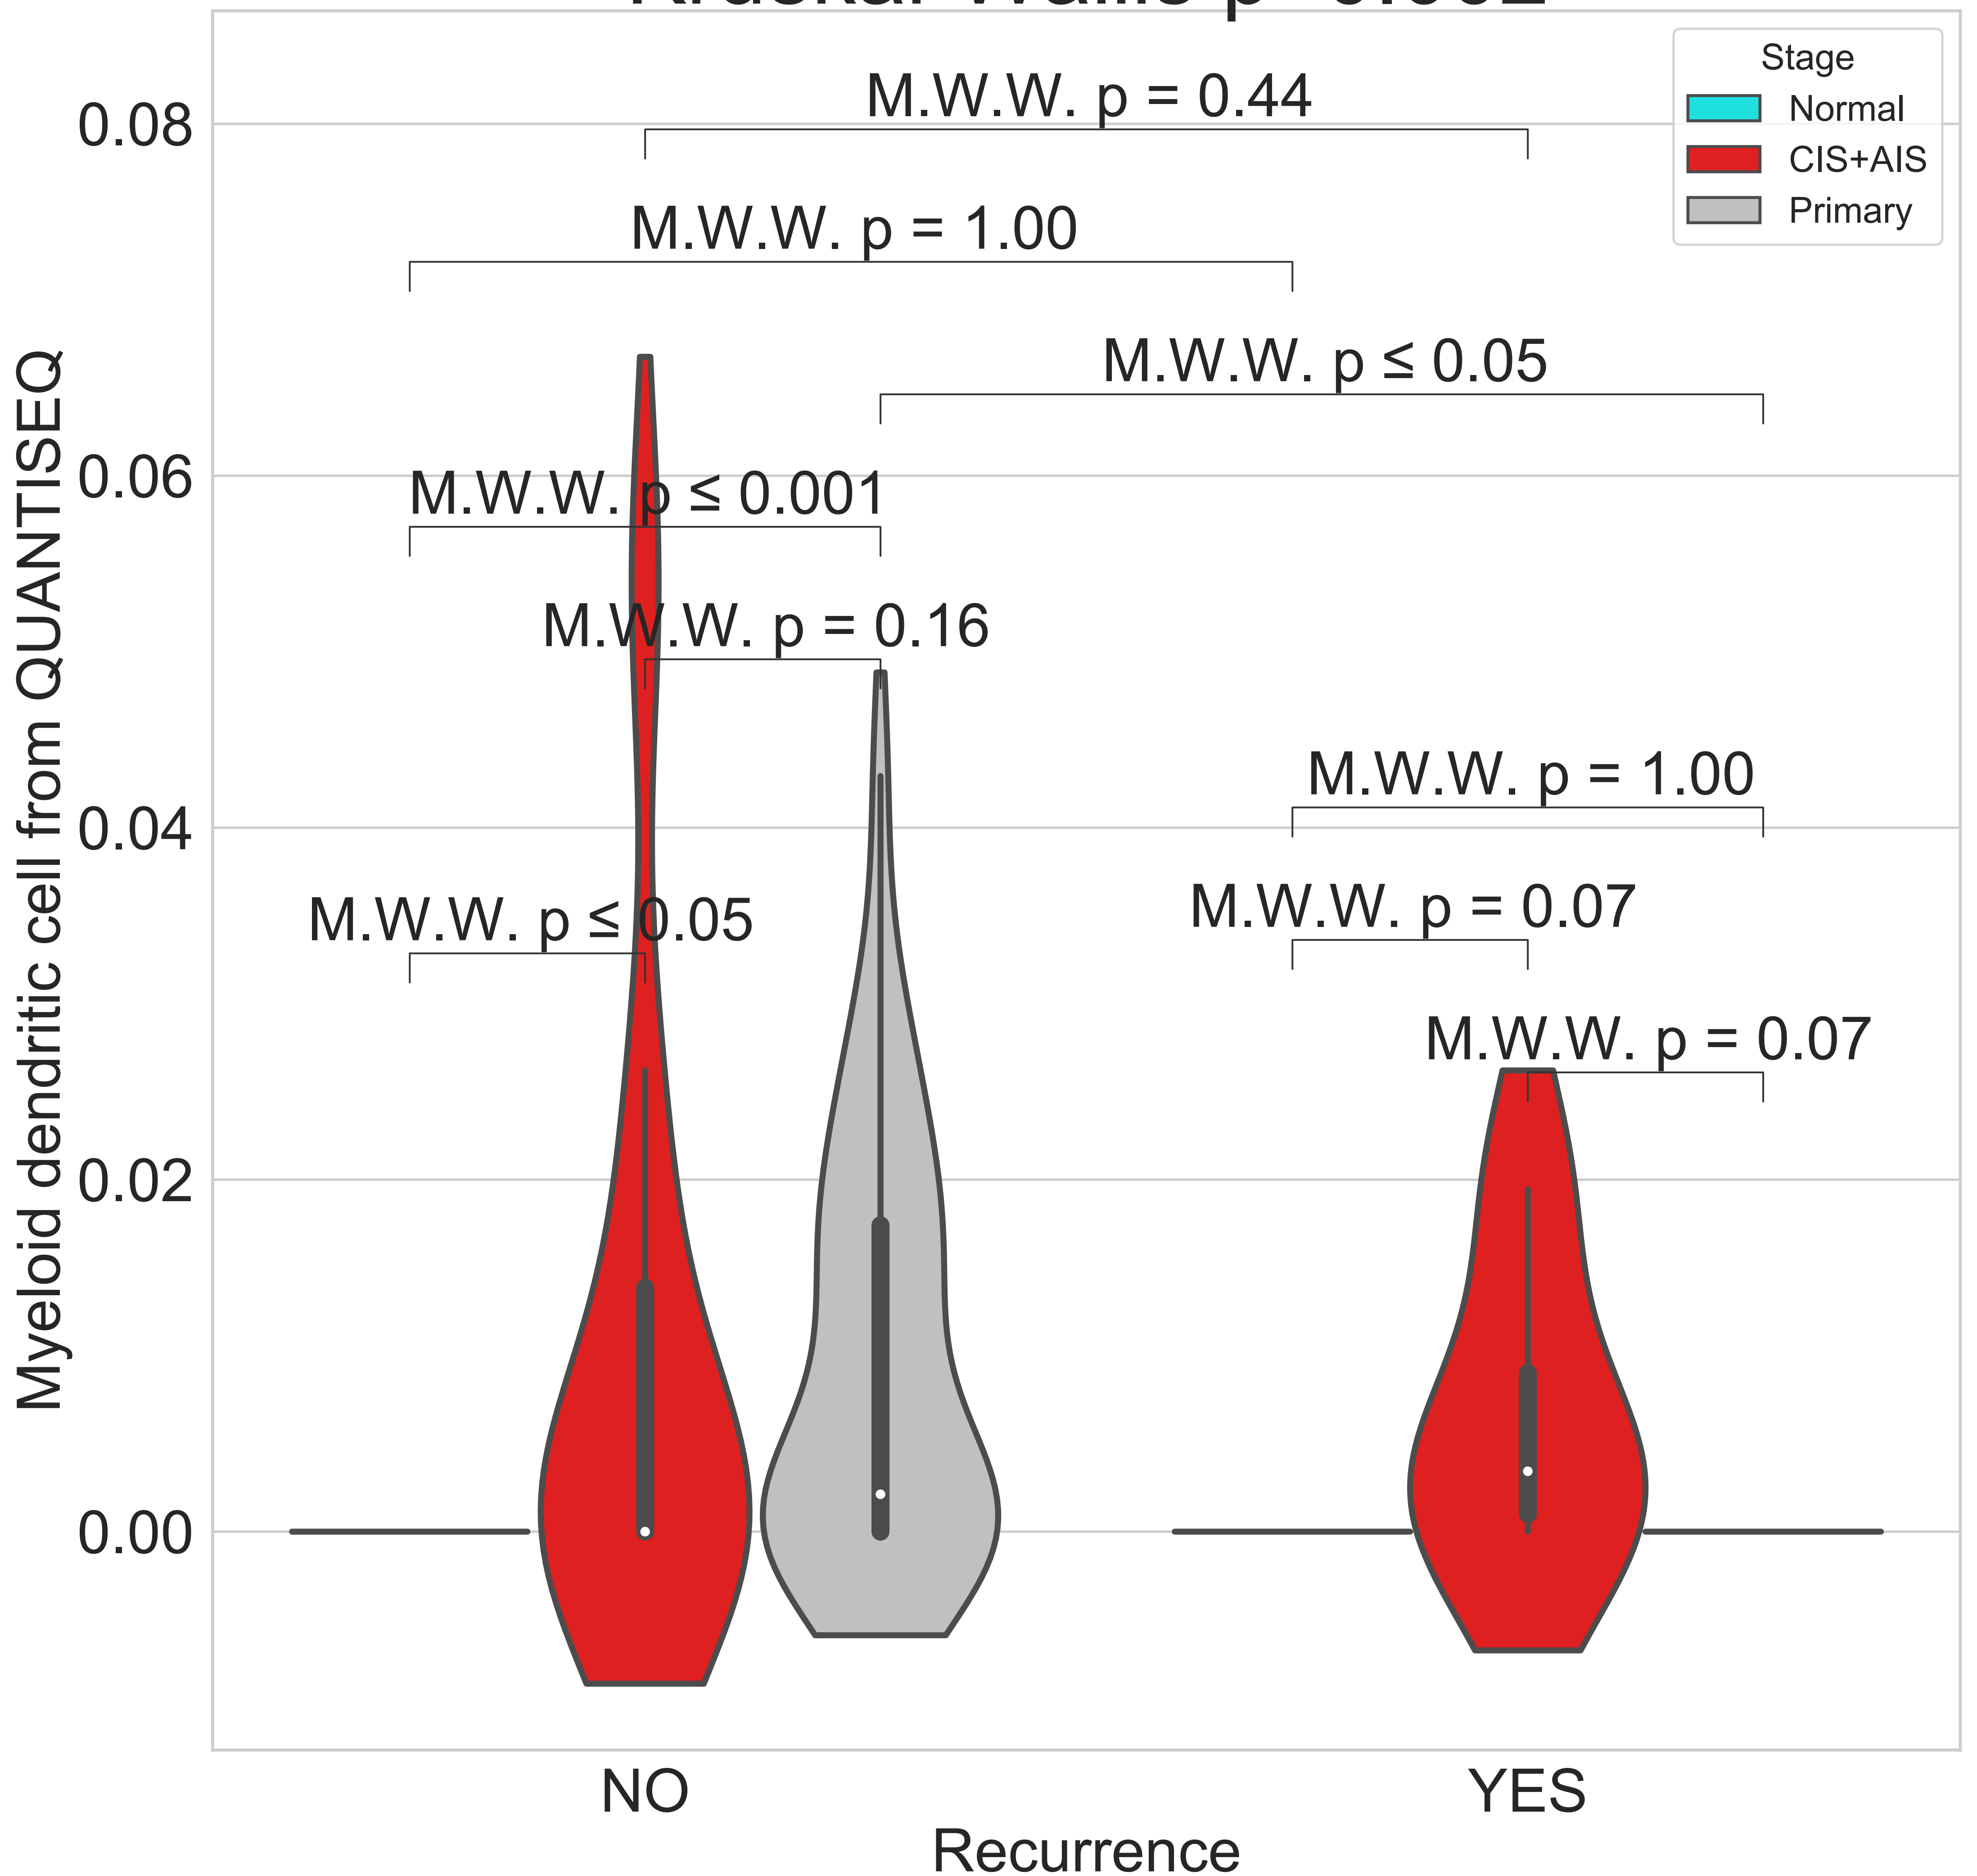 Stage
Normal
CIS+AIS
Primary
M.W.W. p = 0.44
M.W.W. p = 1.00
M.W.W. p ≤ 0.05
M.W.W. p ≤ 0.001
M.W.W. p = 0.16
M.W.W. p = 1.00
M.W.W. p ≤ 0.05
M.W.W. p = 0.07
M.W.W. p = 0.07
0.08
0.06
0.04
0.02
0.00
Myeloid dendritic cell from QUANTISEQ
NO
YES
Recurrence